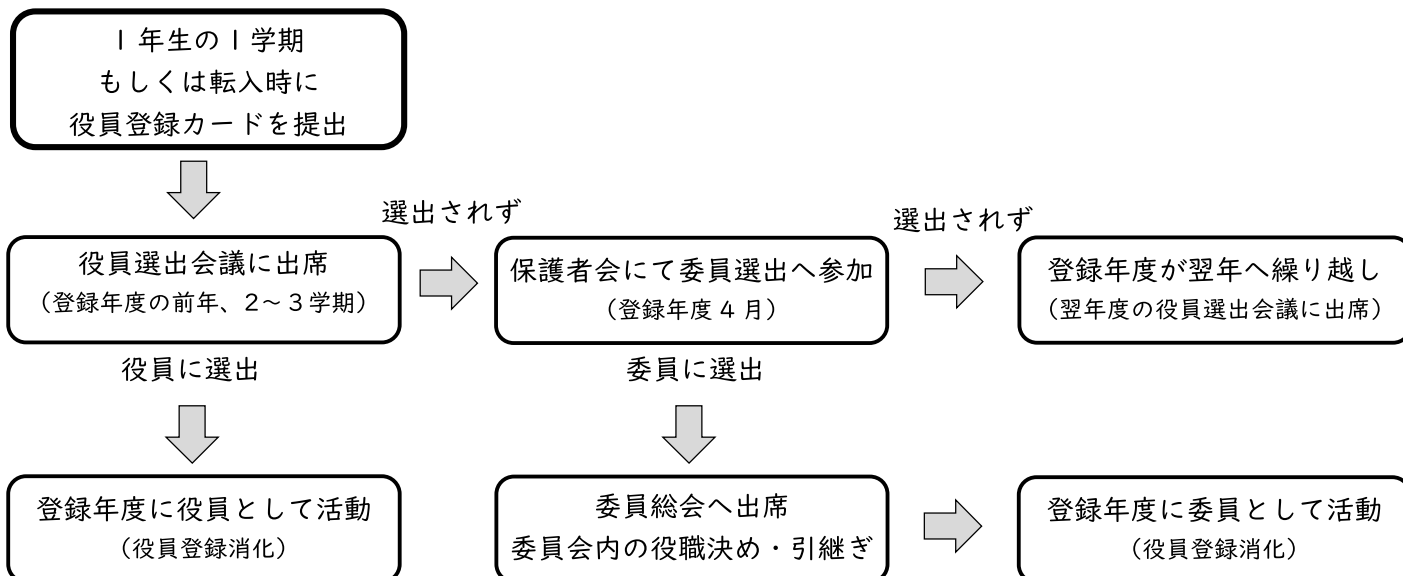 1年生の1学期
もしくは転入時に
役員登録カードを提出
選出されず
選出されず
役員選出会議に出席
（登録年度の前年、2～3学期）
保護者会にて委員選出へ参加
（登録年度4月）
登録年度が翌年へ繰り越し
（翌年度の役員選出会議に出席）
役員に選出
委員に選出
登録年度に役員として活動
（役員登録消化）
委員総会へ出席
委員会内の役職決め・引継ぎ
登録年度に委員として活動
（役員登録消化）